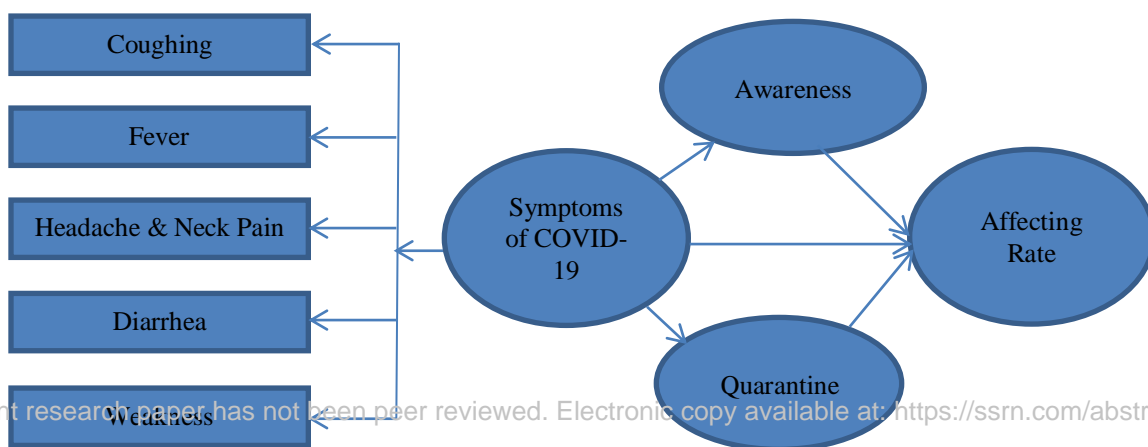 Coughing
Fever
Headache & Neck Pain
Diarrhea
Weakness
Symptoms
of COVID-
19
Awareness
Quarantine
Affecting
Rate
nt research paper has not been peer reviewed. Electronic copy available at: https://ssrn.com/abstr